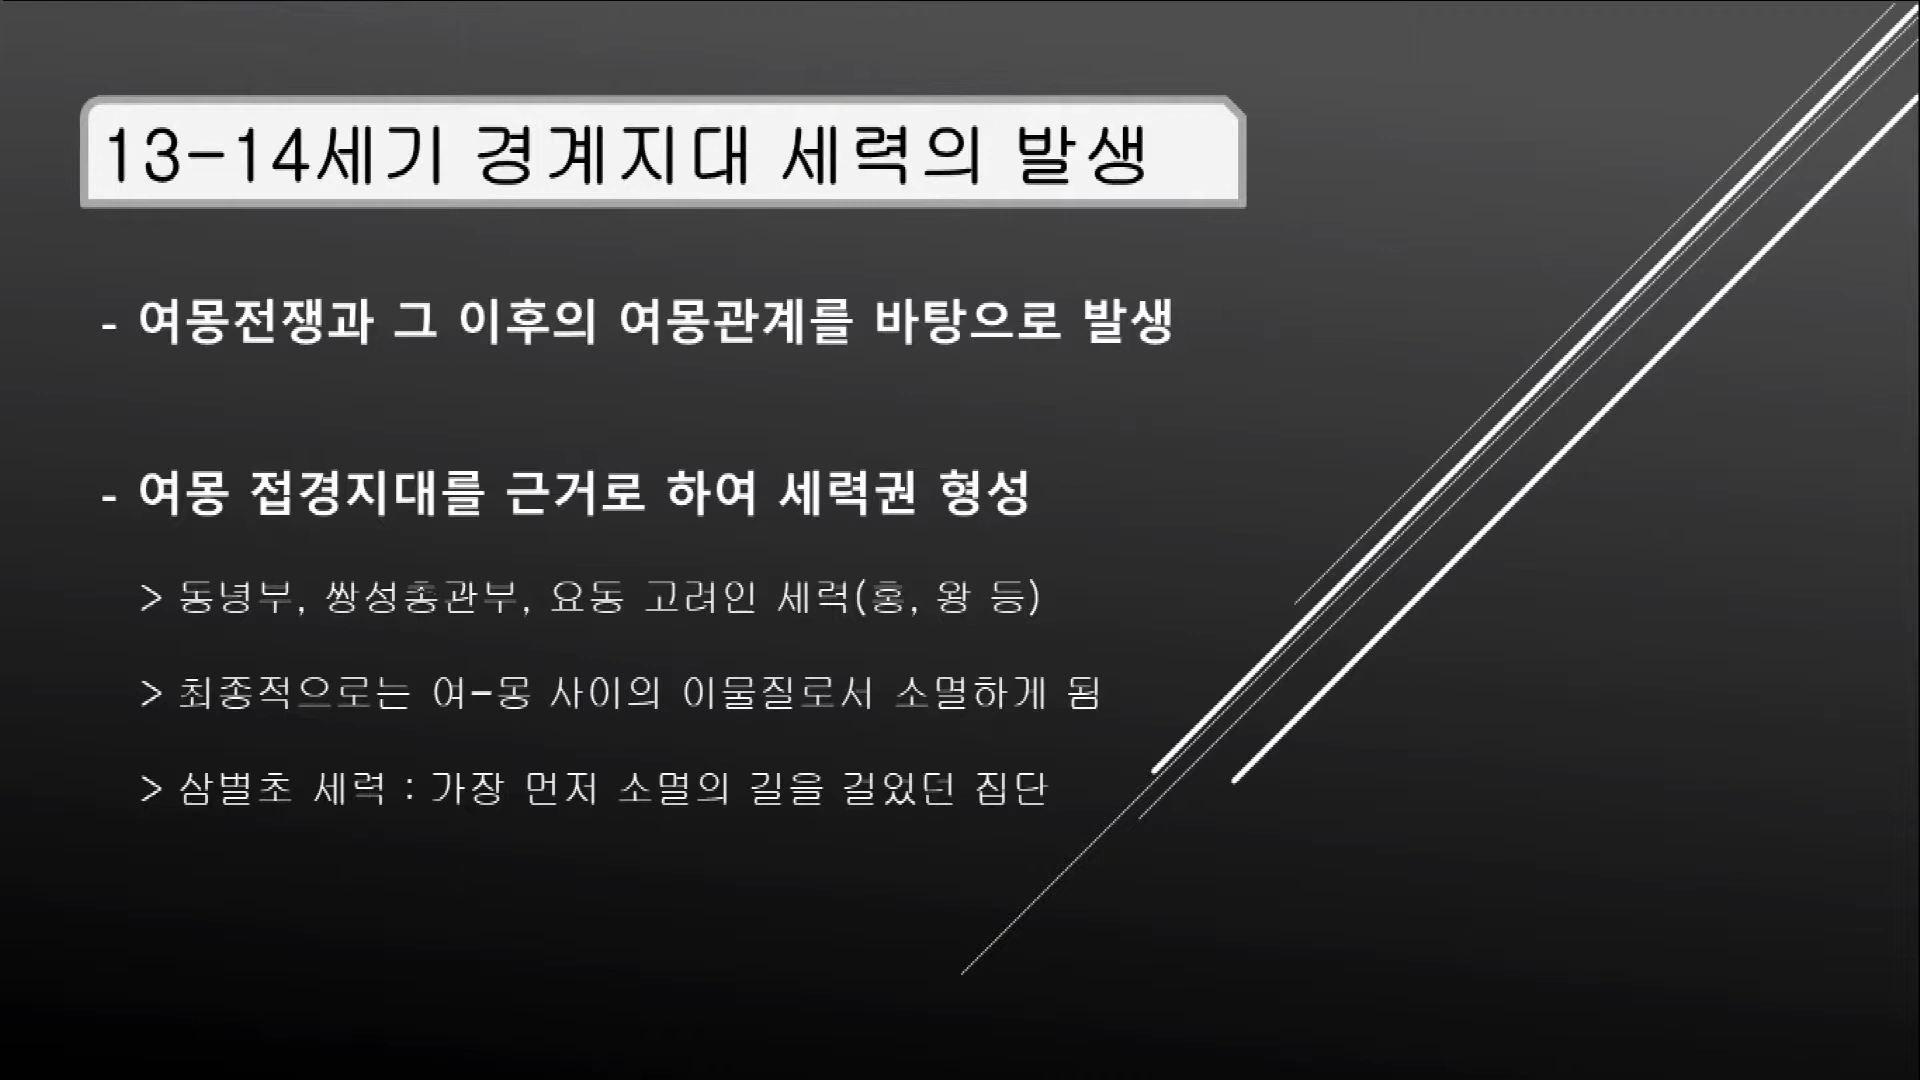 13-14세기 경계지대 세력의 발생
- 여몽전쟁과 그 이후의 여몽관계를 바탕으로 발생
- 여몽 접경지대를 근거로 하여 세력권 형성
> 동녕부, 쌍성총관부, 요동 고려인 세력(홍, 왕 등)
> 최종적으로는 여-몽 사이의 이물질로서 소멸하게 됨
> 삼별초 세력 : 가장 먼저 소멸의 길을 걸었던 집단